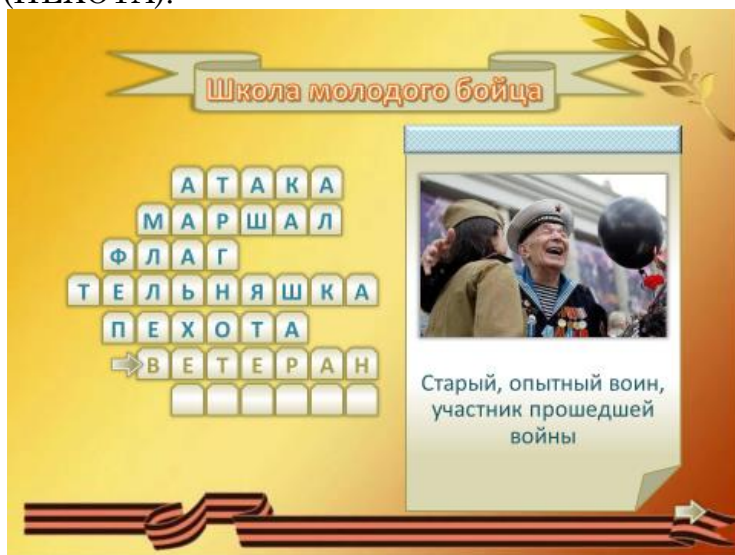 (ПЕХОТА).
Школа молодого бойца
АТАКА
МАРШАЛ
ФЛАГ
ТЕЛЬНЯШКА
ПЕХОТА
ВЕТЕРАН
Старый, опытный воин,
участник прошедшей
войны